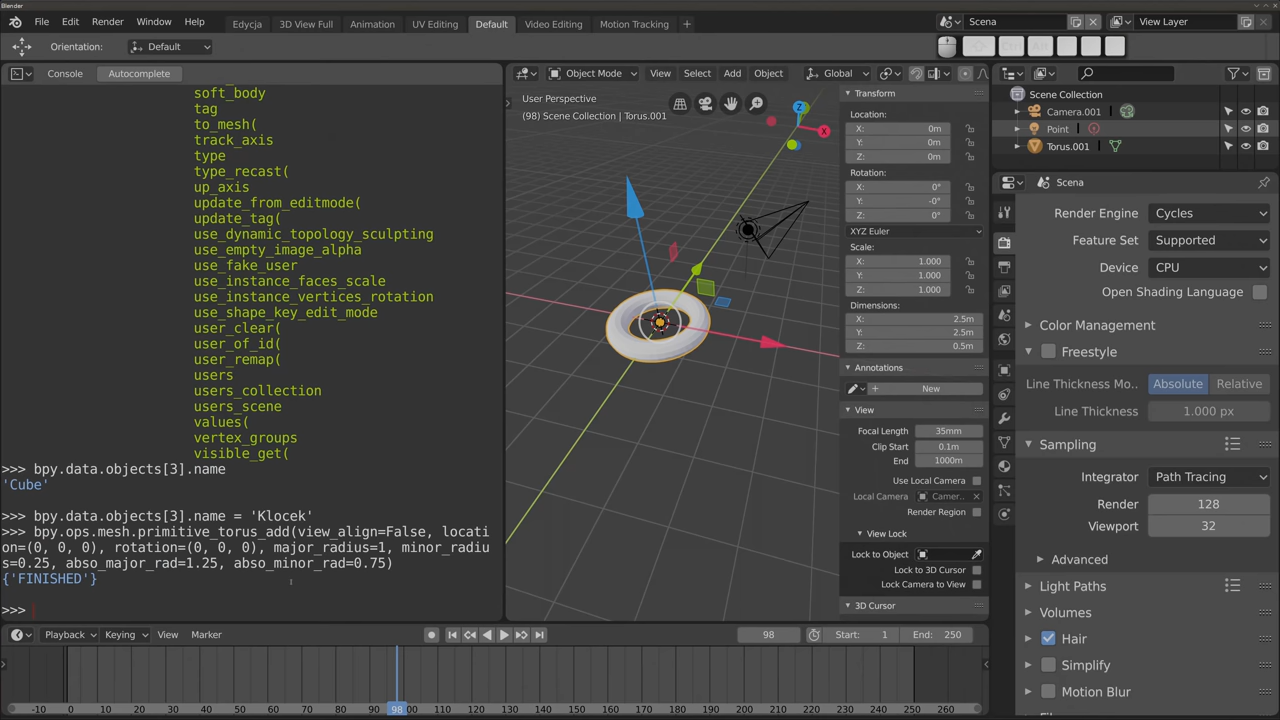 Blender
File Edit Render Window Help
Edycja 3D View Full Animation UV Editing Default Video Editing Motion Tracking +
Scena
View Layer
Orientation: Default
Console Autocomplete
soft_body
tag
to_mesh(
track_axis
type
type_recast(
up_axis
update_from_editmode(
update_tag(
use_dynamic_topology_sculpting
use_empty_image_alpha
use_fake_user
use_instance_faces_scale
use_instance_vertices_rotation
use_shape_key_edit_mode
user_clear(
user_of_id(
user_remap(
users
users_collection
users_scene
values(
vertex_groups
visible_get(
>>> bpy.data.objects[3].name
'Cube'
>>> bpy.data.objects[3].name = 'Klocek'
>>> bpy.ops.mesh.primitive_torus_add(view_align=False, locati
on=(0, 0, 0), rotation=(0, 0, 0), major_radius=1, minor_radiu
s=0.25, abso_major_rad=1.25, abso_minor_rad=0.75)
{'FINISHED'}
>>>
Object Mode View Select Add Object Global
User Perspective
(98) Scene Collection | Torus.001
Z
X
Transform
Location:
X: 0m
Y: 0m
Z: 0m
Rotation:
X: 0°
Y: -0°
Z: 0°
XYZ Euler
Scale:
X: 1.000
Y: 1.000
Z: 1.000
Dimensions:
X: 2.5m
Y: 2.5m
Z: 0.5m
Annotations
+ New
View
Focal Length 35mm
Clip Start 0.1m
End 1000m
Use Local Camera
Local Camera Camer..
Render Region
View Lock
Lock to Object
Lock to 3D Cursor
Lock Camera to View
3D Cursor
Scene Collection
Camera.001
Point
Torus.001
Scena
Render Engine Cycles
Feature Set Supported
Device CPU
Open Shading Language
Color Management
Freestyle
Line Thickness Mo.. Absolute Relative
Line Thickness 1.000 px
Sampling
Integrator Path Tracing
Render 128
Viewport 32
Advanced
Light Paths
Volumes
Hair
Simplify
Motion Blur
Playback Keying View Marker
98
Start: 1 End: 250
-10 0 10 20 30 40 50 60 70 80 90 98 00 110 120 130 140 150 160 170 180 190 200 210 220 230 240 250 260